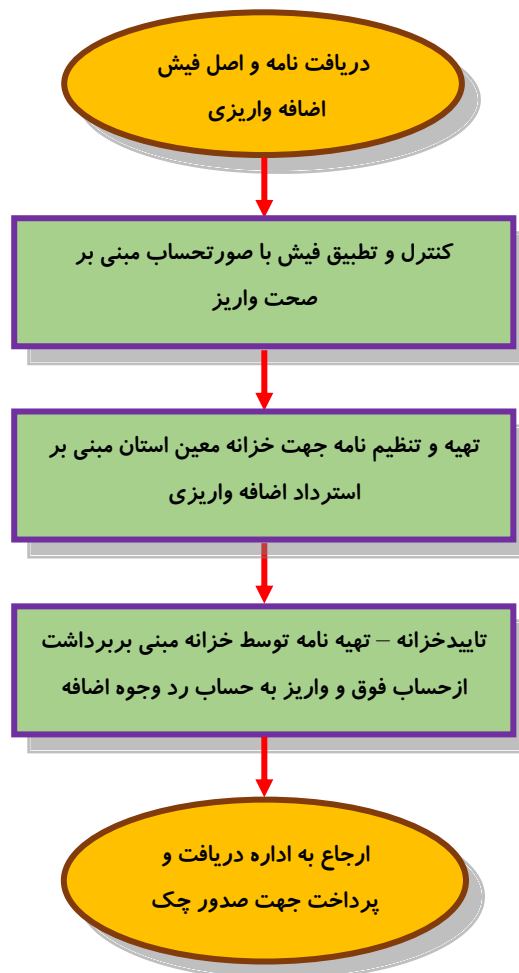 دریافت نامه و اصل فیش
اضافه واریزی
کنترل و تطبیق فیش با صورتحساب مبنی بر
صحت واریز
تهیه و تنظیم نامه جهت خزانه معین استان مبنی بر
استرداد اضافه واریزی
تاییدخزانه – تهیه نامه توسط خزانه مبنی بربرداشت
ازحساب فوق و واریز به حساب رد وجوه اضافه
ارجاع به اداره دریافت و
پرداخت جهت صدور چک